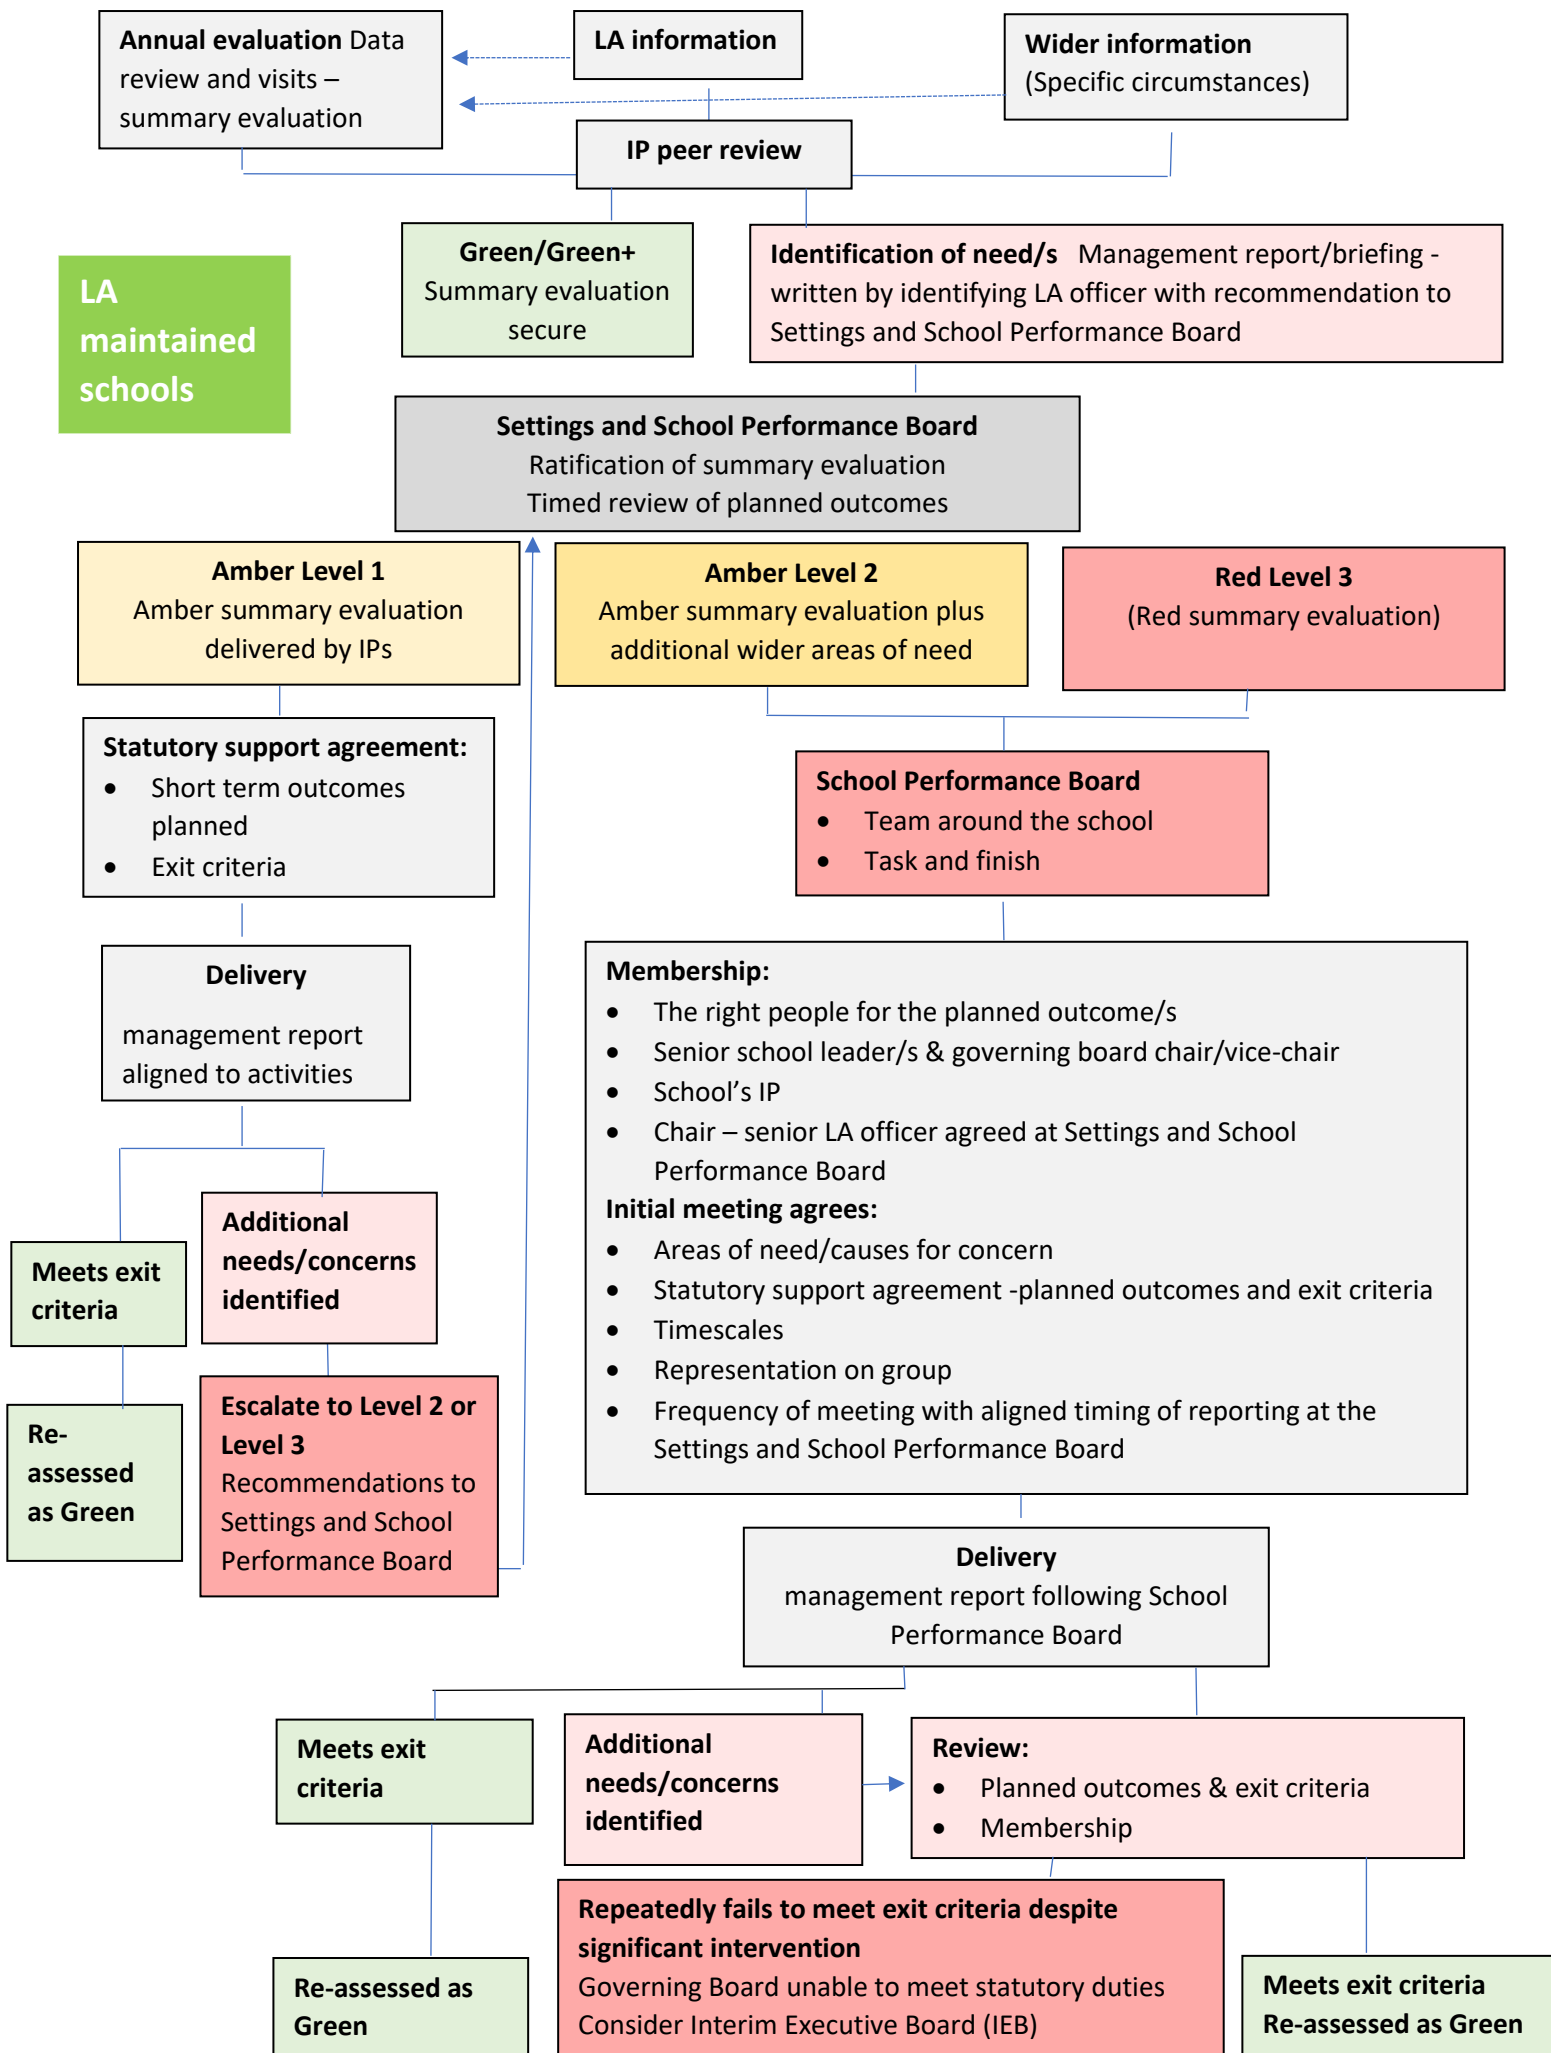 Annual evaluation Data
review and visits –
summary evaluation
LA information
Wider information
(Specific circumstances)
IP peer review
LA
maintained
schools
Green/Green+
Summary evaluation
secure
Identification of need/s   Management report/briefing -
written by identifying LA officer with recommendation to
Settings and School Performance Board
Settings and School Performance Board
Ratification of summary evaluation
Timed review of planned outcomes
Amber Level 1
Amber summary evaluation
delivered by IPs
Amber Level 2
Amber summary evaluation plus
additional wider areas of need
Red Level 3
(Red summary evaluation)
Statutory support agreement:
• Short term outcomes
planned
• Exit criteria
School Performance Board
• Team around the school
• Task and finish
Delivery
management report
aligned to activities
Membership:
• The right people for the planned outcome/s
• Senior school leader/s & governing board chair/vice-chair
• School’s IP
• Chair – senior LA officer agreed at Settings and School
Performance Board
Initial meeting agrees:
• Areas of need/causes for concern
• Statutory support agreement -planned outcomes and exit criteria
• Timescales
• Representation on group
• Frequency of meeting with aligned timing of reporting at the
Settings and School Performance Board
Meets exit
criteria
Additional
needs/concerns
identified
Re-
assessed
as Green
Escalate to Level 2 or
Level 3
Recommendations to
Settings and School
Performance Board
Delivery
management report following School
Performance Board
Meets exit
criteria
Additional
needs/concerns
identified
Review:
• Planned outcomes & exit criteria
• Membership
Re-assessed as
Green
Repeatedly fails to meet exit criteria despite
significant intervention
Governing Board unable to meet statutory duties
Consider Interim Executive Board (IEB)
Meets exit criteria
Re-assessed as Green